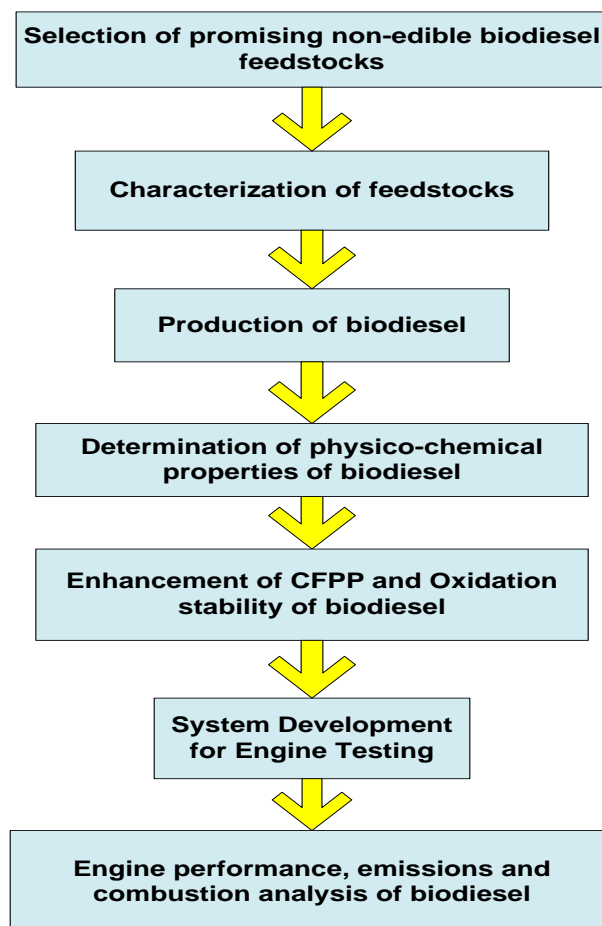 Selection of promising non-edible biodiesel
feedstocks
Characterization of feedstocks
Production of biodiesel
Determination of physico-chemical
properties of biodiesel
Enhancement of CFPP and Oxidation
stability of biodiesel
System Development
for Engine Testing
Engine performance, emissions and
combustion analysis of biodiesel